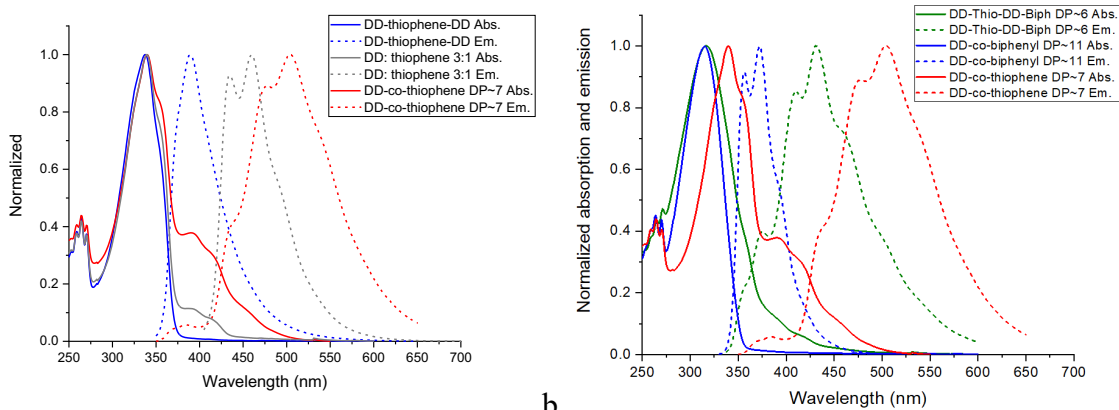 DD-thiophene-DD Abs.
DD-thiophene-DD Em.
DD: thiophene 3:1 Abs.
DD: thiophene 3:1 Em.
DD-co-thiophene DP~7 Abs.
DD-co-thiophene DP~7 Em.
1.0
0.8
0.6
0.4
0.2
0.0
Normalized
250 300 350 400 450 500 550 600 650 700
Wavelength (nm)
b
DD-Thio-DD-Biph DP~6 Abs.
DD-Thio-DD-Biph DP~6 Em.
DD-co-biphenyl DP~11 Abs.
DD-co-biphenyl DP~11 Em.
DD-co-thiophene DP~7 Abs.
DD-co-thiophene DP~7 Em.
1.0
0.8
0.6
0.4
0.2
0.0
Normalized absorption and emission
250 300 350 400 450 500 550 600 650 700
Wavelength (nm)